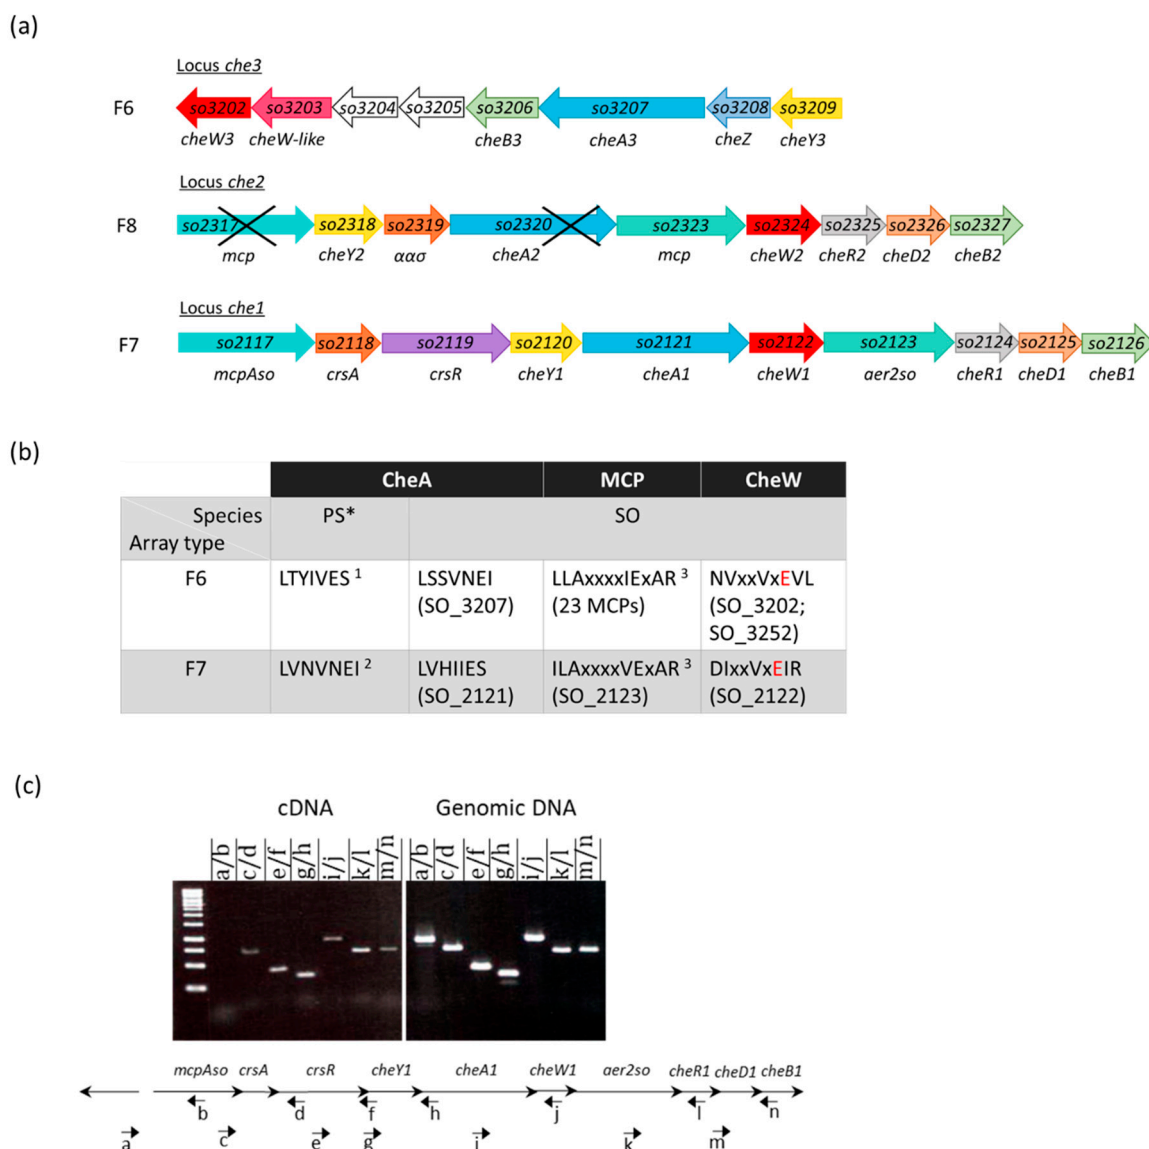 (a)
Locus che3
F6
so3202 so3203 so3204 so3205 so3206 so3207 so3208 so3209
cheW3 cheW-like cheB3 cheA3 cheZ cheY3
Locus che2
F8
so2317 so2318 so2319 so2320 so2323 so2324 so2325 so2326 so2327
mcp cheY2 αασ cheA2 mcp cheW2 cheR2 cheD2 cheB2
Locus che1
F7
so2117 so2118 so2119 so2120 so2121 so2122 so2123 so2124 so2125 so2126
mcpAso crsA crsR cheY1 cheA1 cheW1 aer2so cheR1 cheD1 cheB1
(b)
CheA MCP CheW
Species
Array type
PS* SO
F6
LTYIVES 1
LSSVNEI
(SO_3207)
LLAxxxxIExAR 3
(23 MCPs)
NVxxVxEVL
(SO_3202;
SO_3252)
F7
LVNVNEI 2
LVHIIES
(SO_2121)
ILAxxxxVExAR 3
(SO_2123)
DIxxVxEIR
(SO_2122)
(c)
cDNA Genomic DNA
a/b c/d e/f g/h i/j k/l m/n a/b c/d e/f g/h i/j k/l m/n
mcpAso crsA crsR cheY1 cheA1 cheW1 aer2so cheR1 cheD1 cheB1
b d f h j l n
a c e g i k m